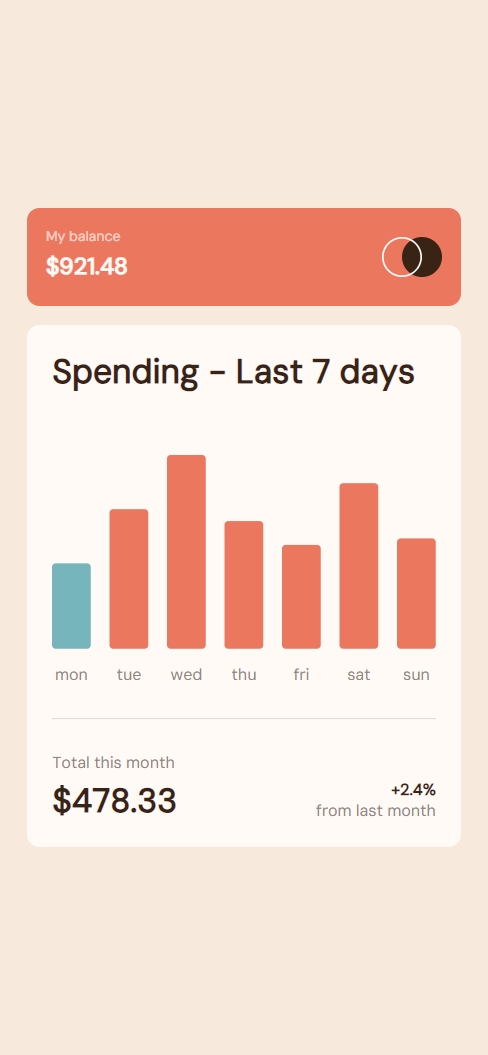 My balance
$921.48
Spending - Last 7 days
mon tue wed thu fri sat sun
Total this month
$478.33
+2.4%
from last month